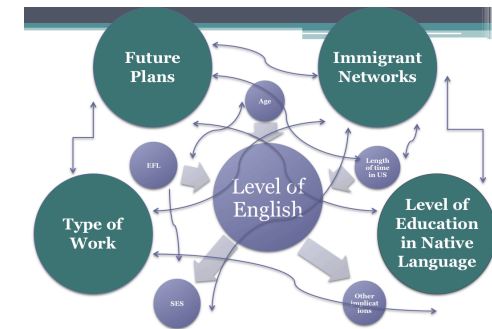 Future
Plans
Immigrant
Networks
Age
EFL
Length
of time
in US
Level of
English
Type of
Work
Level of
Education
in Native
Language
SES
Other
implicat
ions